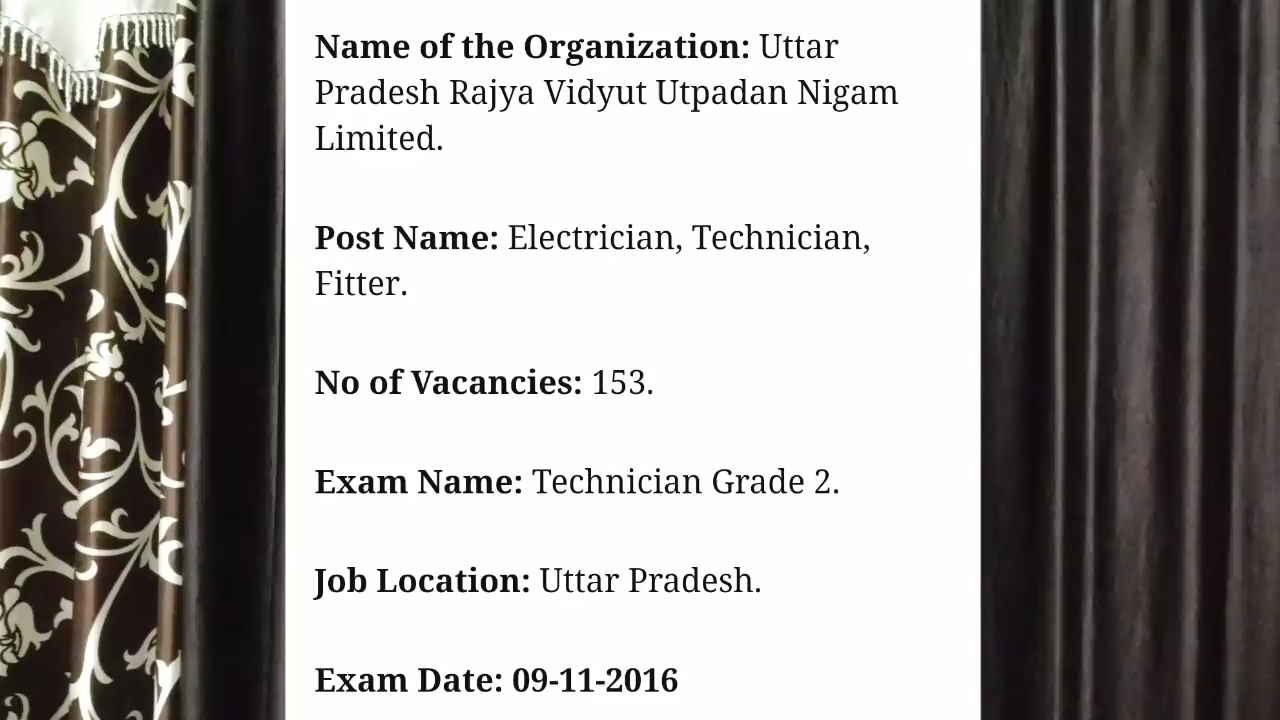 Name of the Organization: Uttar
Pradesh Rajya Vidyut Utpadan Nigam
Limited.
Post Name: Electrician, Technician,
Fitter.
No of Vacancies: 153.
Exam Name: Technician Grade 2.
Job Location: Uttar Pradesh.
Exam Date: 09-11-2016